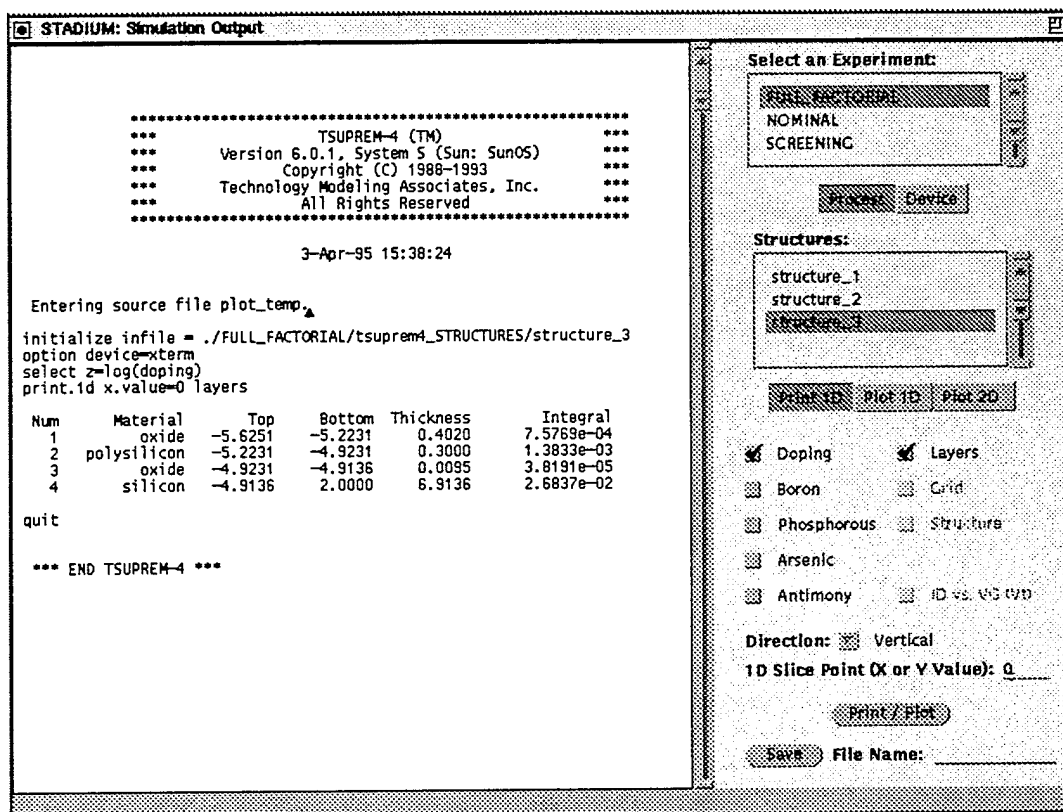 STADIUM: Simulation Output
*********************************************************
*** TSUPREM-4 (TM) ***
*** Version 6.0.1, System S (Sun: SunOS) ***
*** Copyright (C) 1988-1993 ***
*** Technology Modeling Associates, Inc. ***
*** All Rights Reserved ***
*********************************************************
3-Apr-95 15:38:24
Entering source file plot_temp.
initialize infile = ./FULL_FACTORIAL/tsuprem4_STRUCTURES/structure_3
option device=xterm
select z=log(doping)
print.1d x.value=0 layers
Num Material Top Bottom Thickness Integral
1 oxide -5.6251 -5.2231 0.4020 7.5769e-04
2 polysilicon -5.2231 -4.9231 0.3000 1.3833e-03
3 oxide -4.9231 -4.9136 0.0095 3.8191e-05
4 silicon -4.9136 2.0000 6.9136 2.6837e-02
quit
*** END TSUPREM-4 ***
Select an Experiment:
FULL_FACTORIAL
NOMINAL
SCREENING
Process Device
Structures:
structure_1
structure_2
structure_3
Print 1D Plot 1D Plot 2D
Doping Layers
Boron Grid
Phosphorous Structure
Arsenic
Antimony ID vs. VG (VT)
Direction: Vertical
1D Slice Point (X or Y Value): 0
Print / Plot
Save File Name: